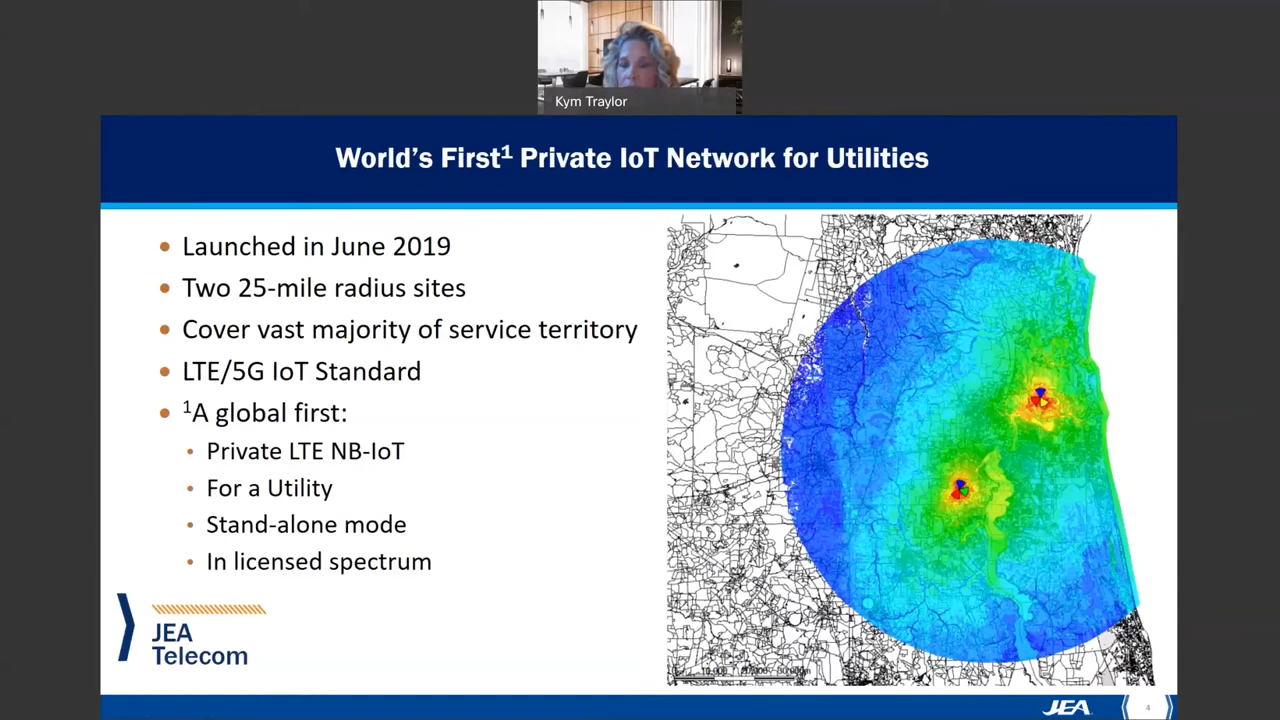 Kym Traylor
World's First¹ Private IoT Network for Utilities
• Launched in June 2019
• Two 25-mile radius sites
• Cover vast majority of service territory
• LTE/5G IoT Standard
• ¹A global first:
• Private LTE NB-IoT
• For a Utility
• Stand-alone mode
• In licensed spectrum
JEA
Telecom
JEA
4